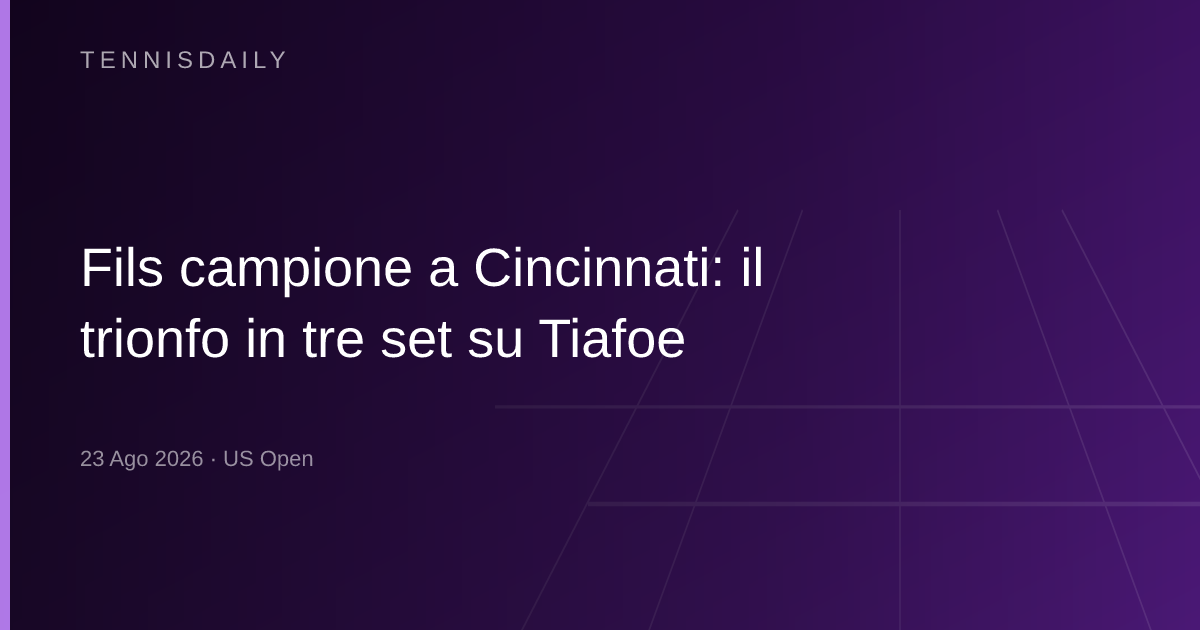 TENNISDAILY
Fils campione a Cincinnati: il
trionfo in tre set su Tiafoe
23 Ago 2026 · US Open